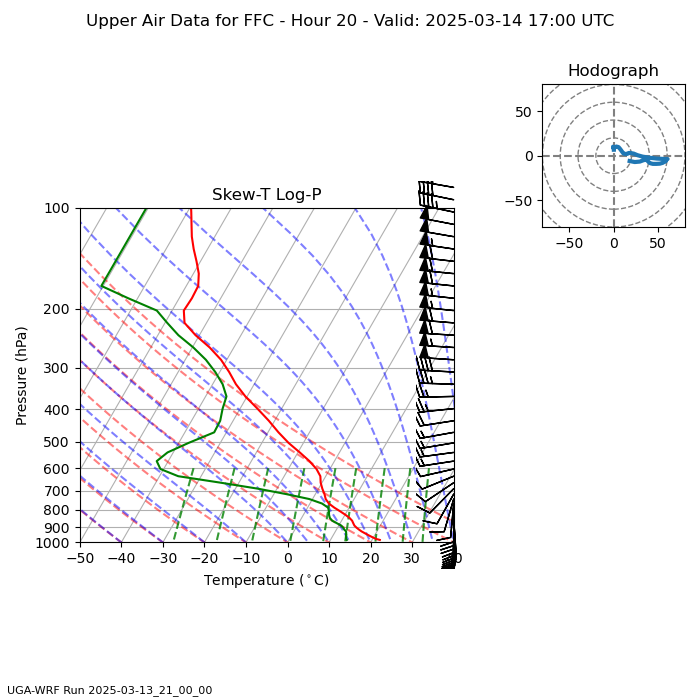 Upper Air Data for FFC - Hour 20 - Valid: 2025-03-14 17:00 UTC
Hodograph
50
0
−50
−50 0 50
Skew-T Log-P
100
200
300
400
500
600
700
800
900
1000
Pressure (hPa)
−50 −40 −30 −20 −10 0 10 20 30
Temperature (°C)
UGA-WRF Run 2025-03-13_21_00_00